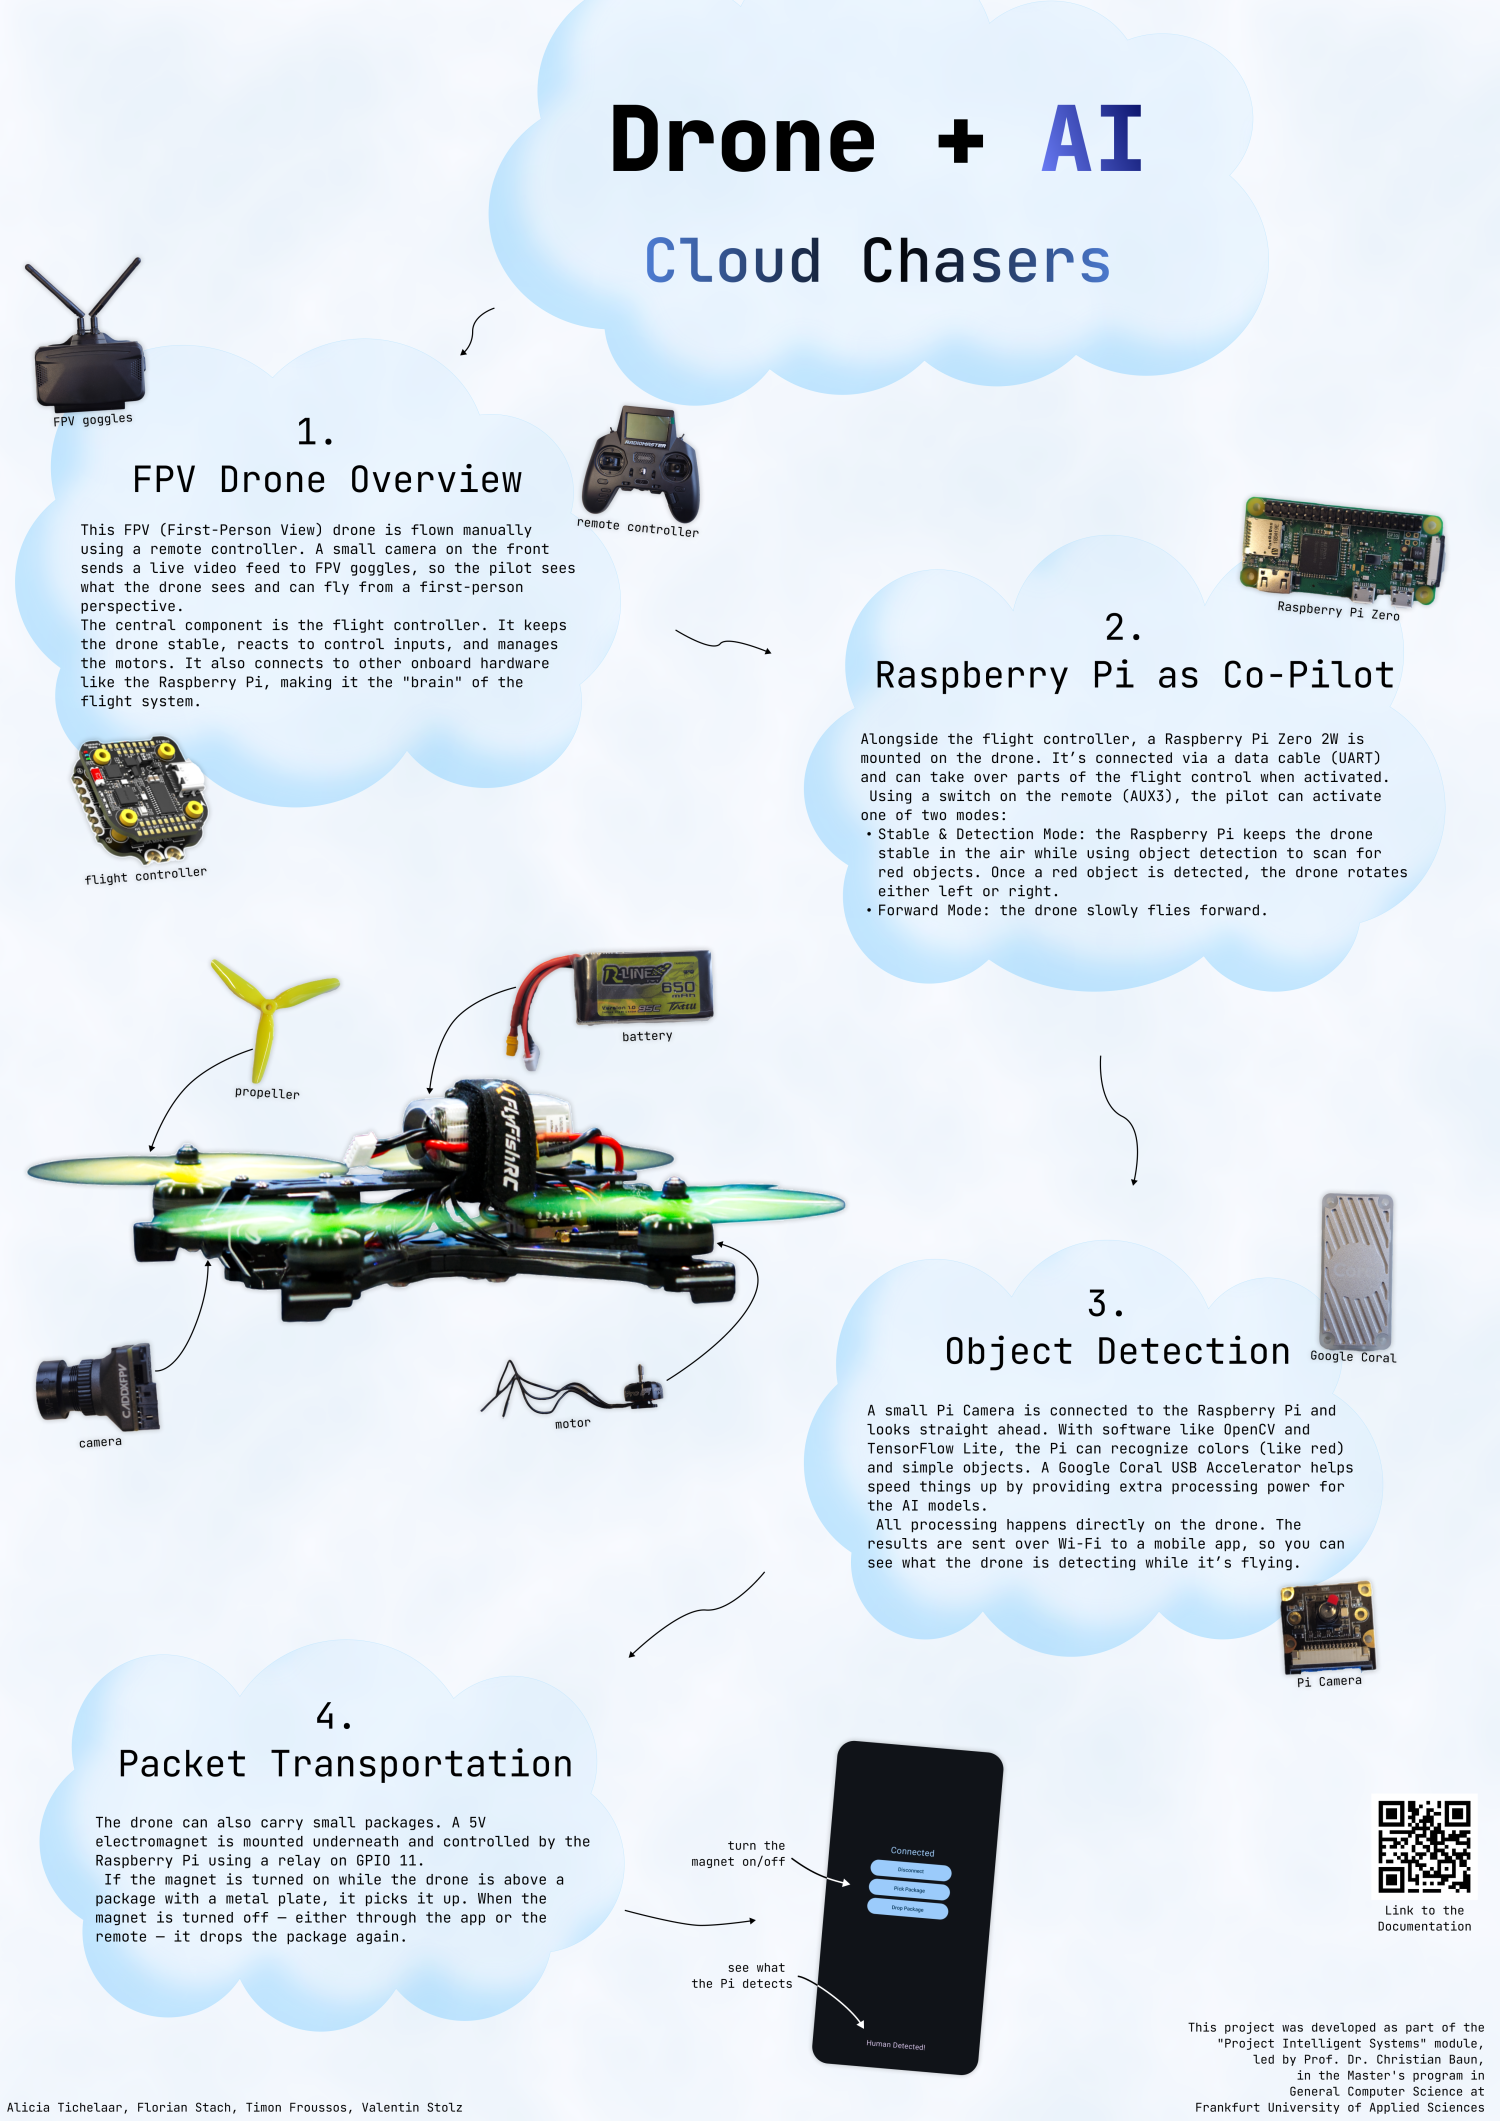 Drone + AI
Cloud Chasers
FPV goggles
1.
FPV Drone Overview
remote controller
This FPV (First-Person View) drone is flown manually
using a remote controller. A small camera on the front
sends a live video feed to FPV goggles, so the pilot sees
what the drone sees and can fly from a first-person
perspective.
The central component is the flight controller. It keeps
the drone stable, reacts to control inputs, and manages
the motors. It also connects to other onboard hardware
like the Raspberry Pi, making it the "brain" of the
flight system.
flight controller
RADIOMASTER
Raspberry Pi Zero
2.
Raspberry Pi as Co-Pilot
Alongside the flight controller, a Raspberry Pi Zero 2W is
mounted on the drone. It’s connected via a data cable (UART)
and can take over parts of the flight control when activated.
Using a switch on the remote (AUX3), the pilot can activate
one of two modes:
• Stable & Detection Mode: the Raspberry Pi keeps the drone
stable in the air while using object detection to scan for
red objects. Once a red object is detected, the drone rotates
either left or right.
• Forward Mode: the drone slowly flies forward.
propeller
R-LINE
650
mAh
Version 1.0 95C TATTU
battery
FlyFishRC
CADDXFPV
camera
motor
Google Coral
3.
Object Detection
A small Pi Camera is connected to the Raspberry Pi and
looks straight ahead. With software like OpenCV and
TensorFlow Lite, the Pi can recognize colors (like red)
and simple objects. A Google Coral USB Accelerator helps
speed things up by providing extra processing power for
the AI models.
All processing happens directly on the drone. The
results are sent over Wi-Fi to a mobile app, so you can
see what the drone is detecting while it’s flying.
Pi Camera
4.
Packet Transportation
The drone can also carry small packages. A 5V
electromagnet is mounted underneath and controlled by the
Raspberry Pi using a relay on GPIO 11.
If the magnet is turned on while the drone is above a
package with a metal plate, it picks it up. When the
magnet is turned off — either through the app or the
remote — it drops the package again.
turn the
magnet on/off
see what
the Pi detects
Connected
Disconnect
Pick Package
Drop Package
Human Detected!
Link to the
Documentation
This project was developed as part of the
"Project Intelligent Systems" module,
led by Prof. Dr. Christian Baun,
in the Master's program in
General Computer Science at
Frankfurt University of Applied Sciences
Alicia Tichelaar, Florian Stach, Timon Froussos, Valentin Stolz